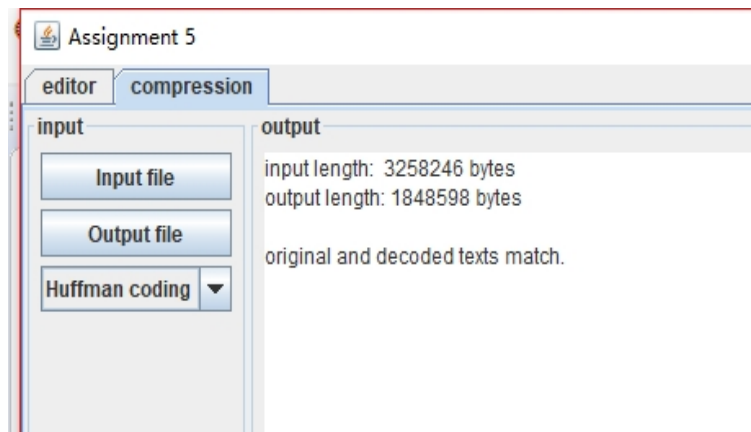 Assignment 5
editor compression
input
Input file
Output file
Huffman coding
output
input length: 3258246 bytes
output length: 1848598 bytes
original and decoded texts match.